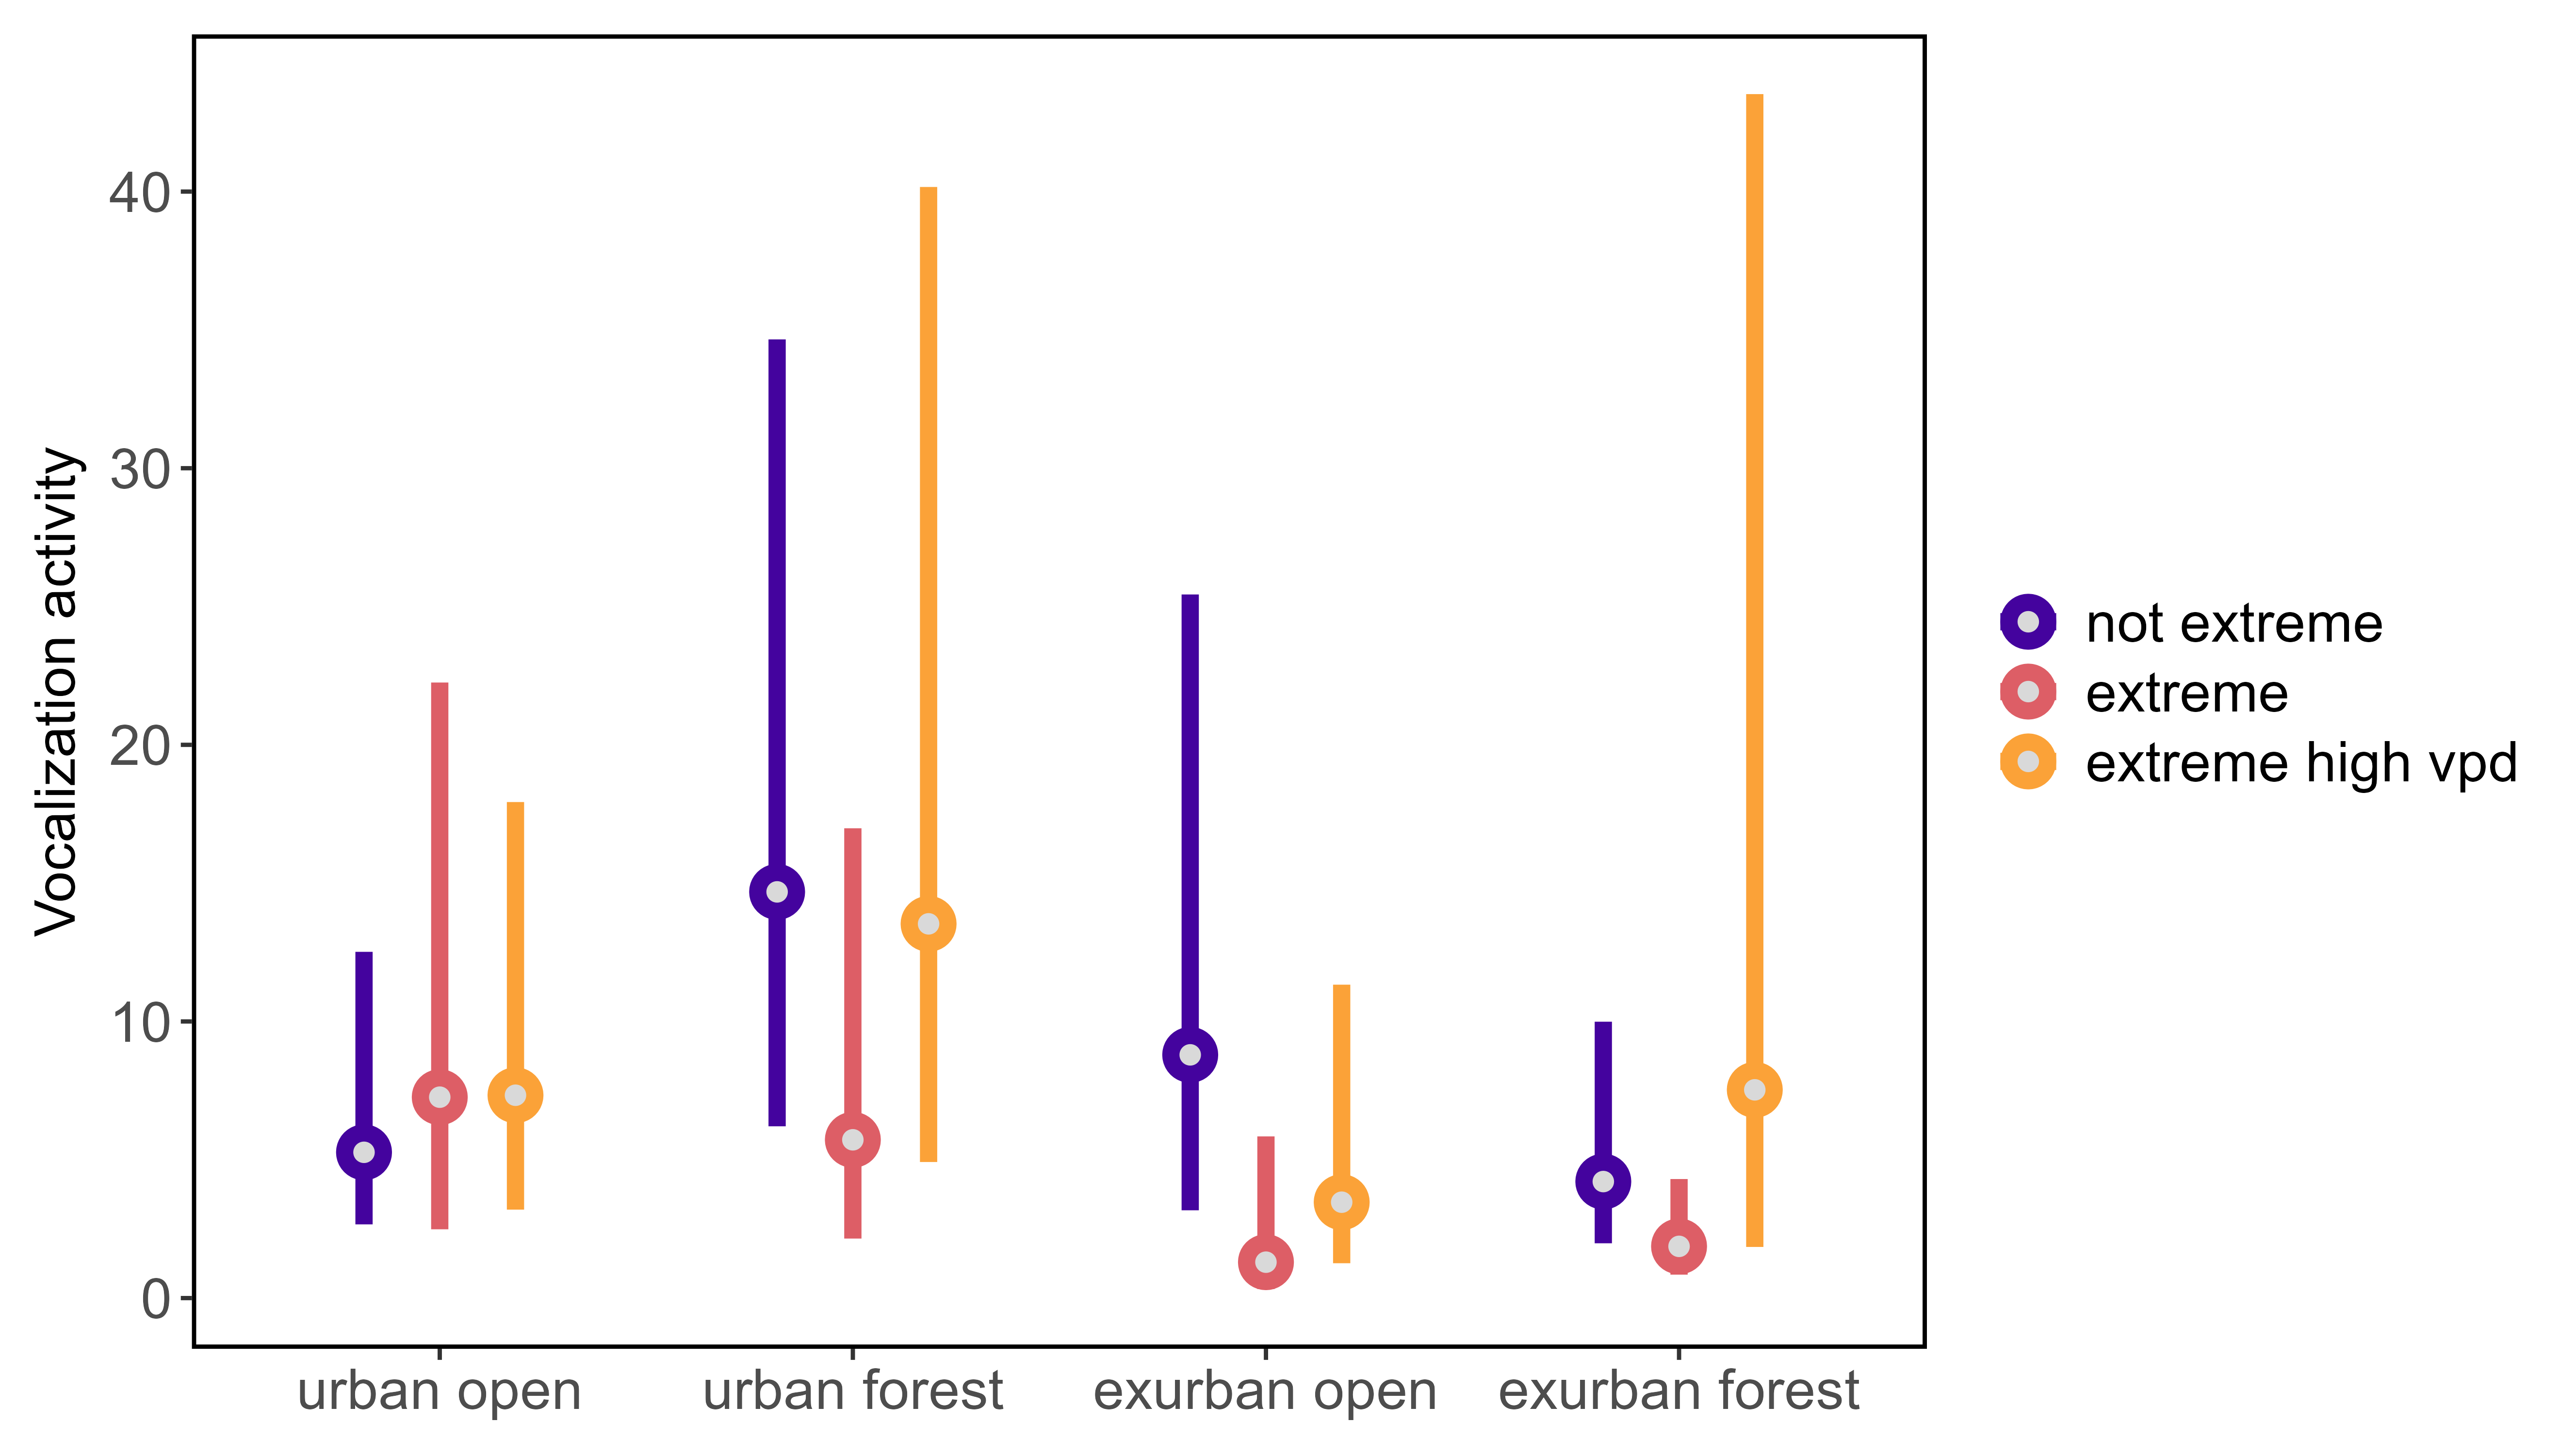 Vocalization activity
40
30
20
10
0
urban open
urban forest
exurban open
exurban forest
not extreme
extreme
extreme high vpd